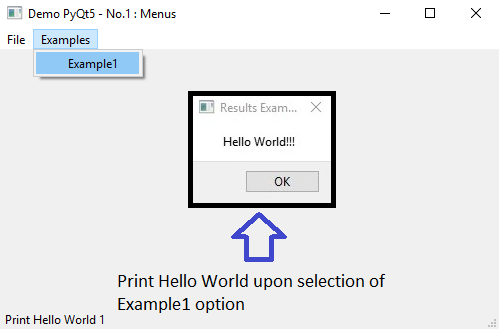 Demo PyQt5 - No.1 : Menus
File Examples
Example1
Results Exam...
Hello World!!!
OK
Print Hello World upon selection of
Example1 option
Print Hello World 1